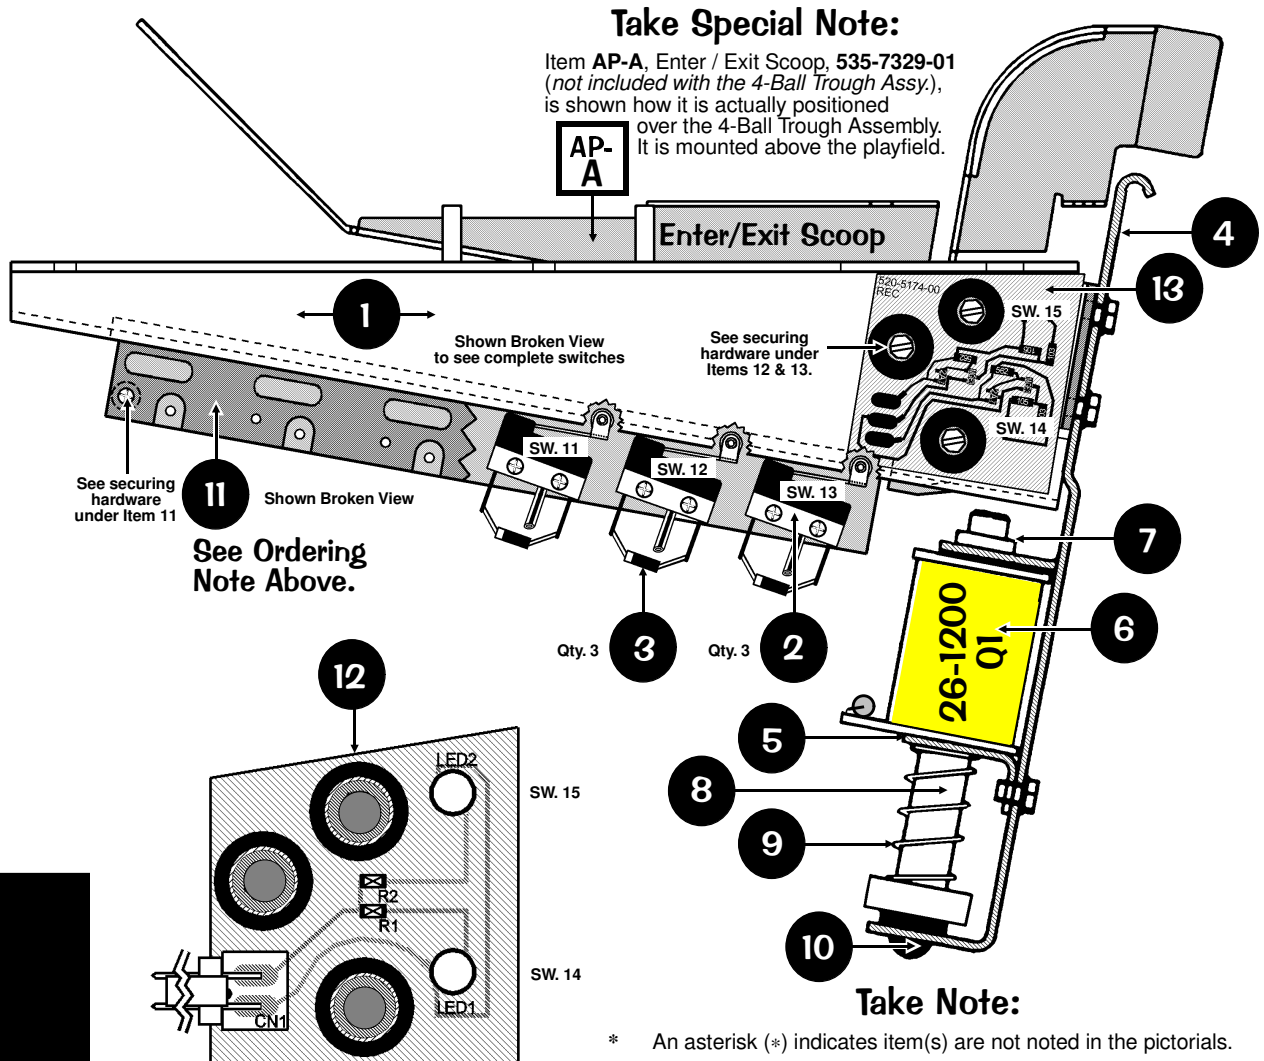 Take Special Note:
Item AP-A, Enter / Exit Scoop, 535-7329-01
(not included with the 4-Ball Trough Assy.),
is shown how it is actually positioned
over the 4-Ball Trough Assembly.
It is mounted above the playfield.
AP-
A
Enter/Exit Scoop
4
13
520-5174-00
REC
SW. 15
1
Shown Broken View
to see complete switches
See securing
hardware under
Items 12 & 13.
SW. 14
SW. 11
SW. 12
SW. 13
See securing
hardware
under Item 11
11
Shown Broken View
See Ordering
Note Above.
7
26-1200
Q1
6
Qty. 3
3
Qty. 3
2
12
5
8
9
10
LED2
SW. 15
R2
R1
SW. 14
LED1
CN1
Take Note:
* An asterisk (*) indicates item(s) are not noted in the pictorials.